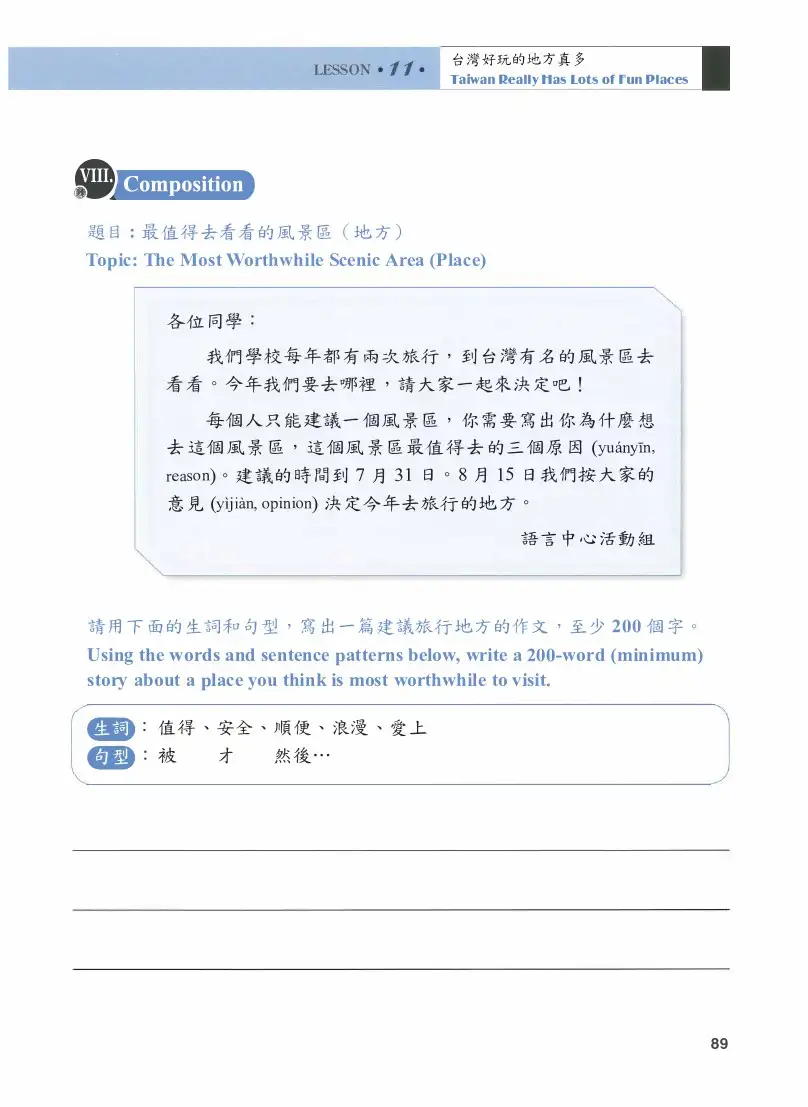 LESSON • 11 •
台灣好玩的地方真多
Taiwan Really Has Lots of Fun Places
VIII. Composition
題目：最值得去看看的風景區（地方）
Topic: The Most Worthwhile Scenic Area (Place)
各位同學：
我們學校每年都有兩次旅行，到台灣有名的風景區去
看看。今年我們要去哪裡，請大家一起來決定吧！
每個人只能建議一個風景區，你需要寫出你為什麼想
去這個風景區，這個風景區最值得去的三個原因 (yuányīn,
reason)。建議的時間到 7 月 31 日。8 月 15 日我們按大家的
意見 (yìjiàn, opinion) 決定今年去旅行的地方。
語言中心活動組
請用下面的生詞和句型，寫出一篇建議旅行地方的作文，至少 200 個字。
Using the words and sentence patterns below, write a 200-word (minimum)
story about a place you think is most worthwhile to visit.
生詞：值得、安全、順便、浪漫、愛上
句型：被 才 然後…
89